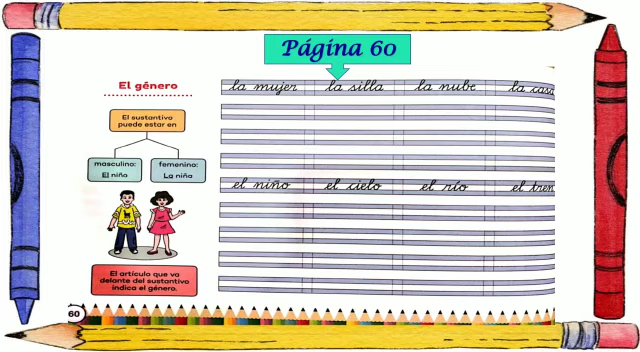 Página 60
El género
El sustantivo
puede estar en
masculino:
El niño
femenino:
La niña
El artículo que va
delante del sustantivo
indica el género.
la mujer la silla la nube la casa
el niño el cielo el río el tren
60